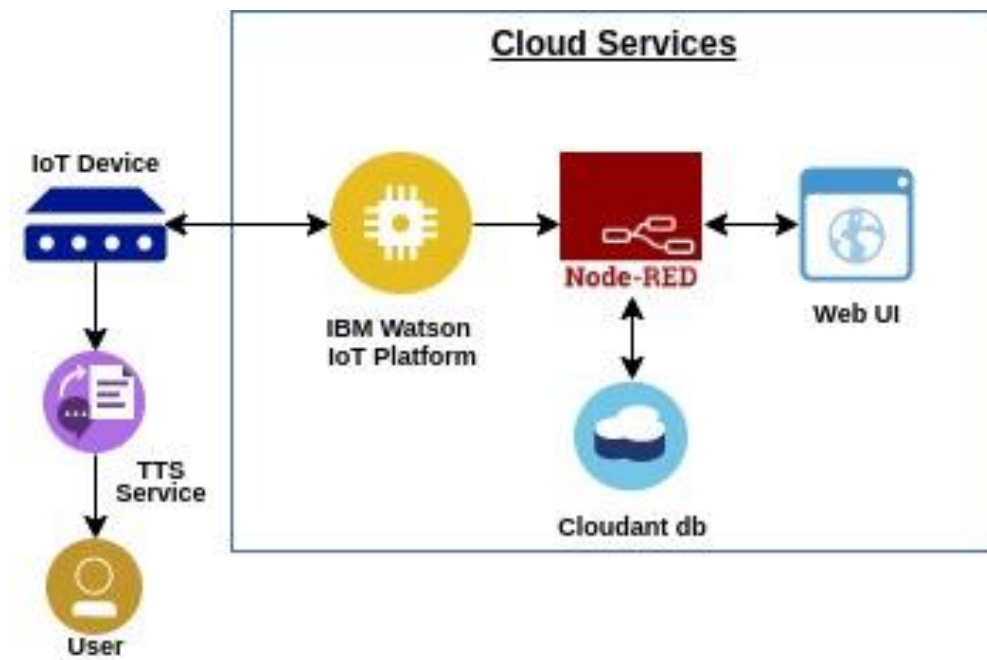 Cloud Services
IoT Device
Node-RED
IBM Watson
IoT Platform
Web UI
TTS
Service
Cloudant db
User